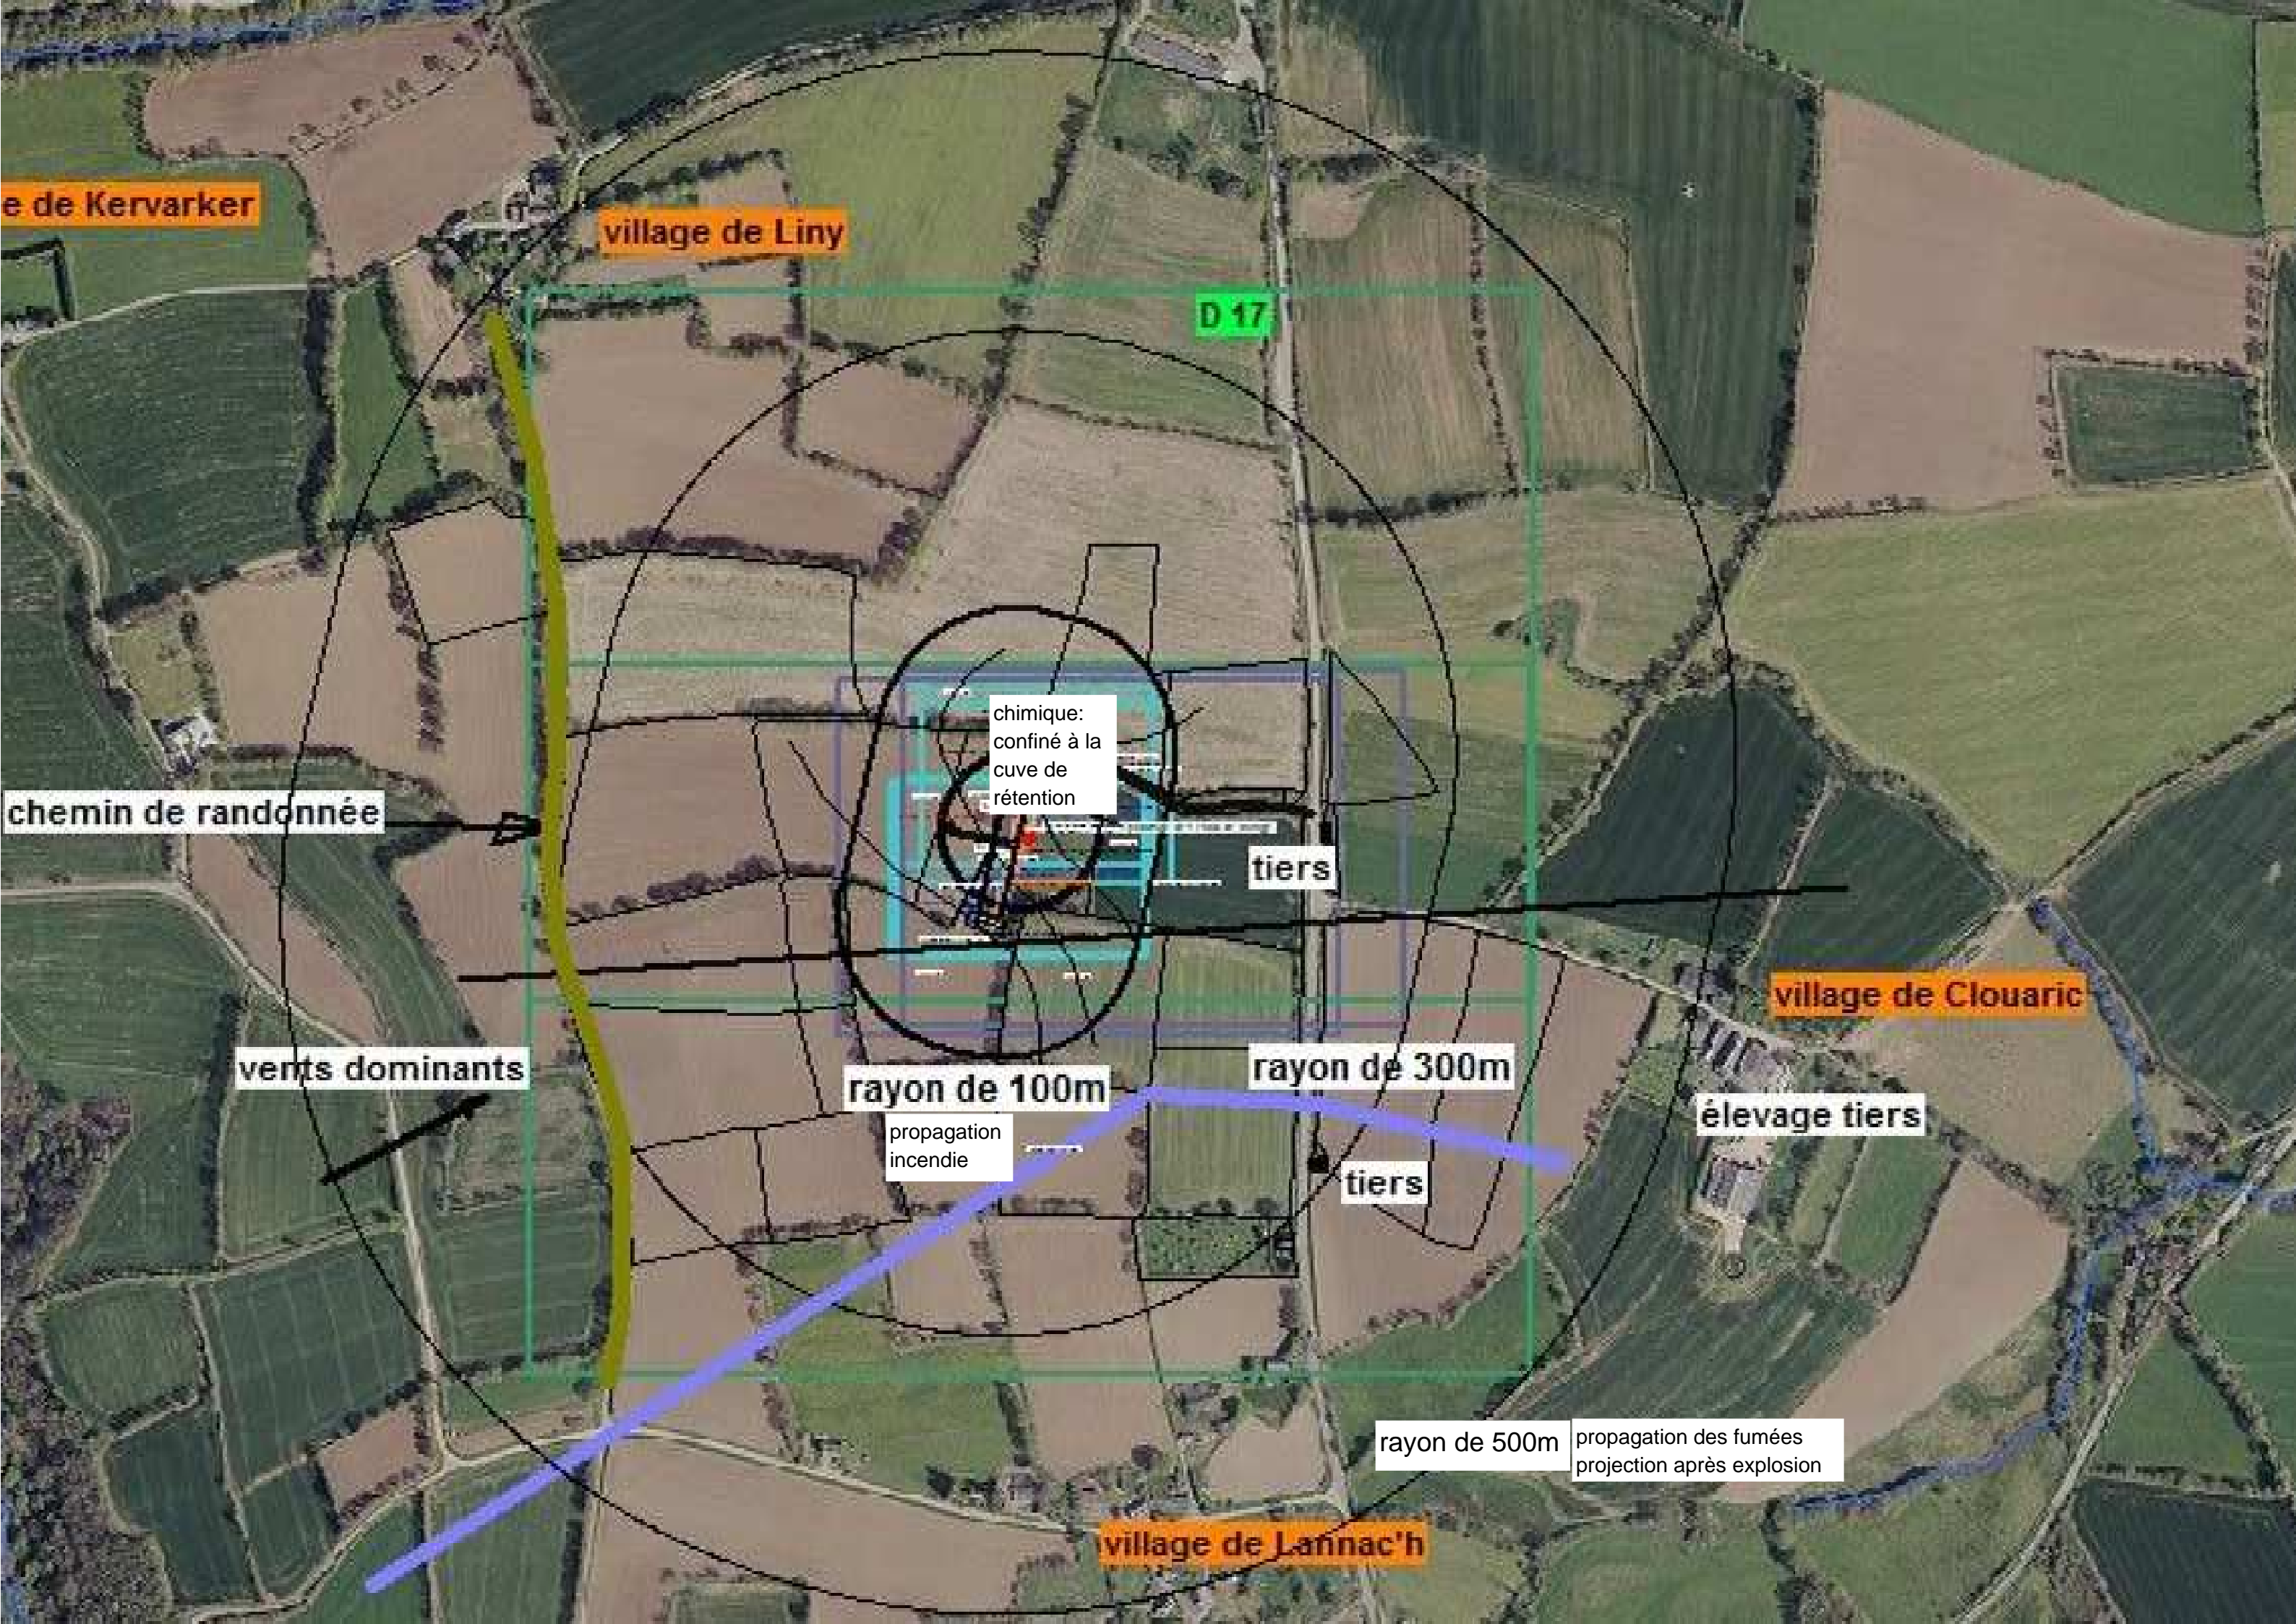 e de Kervarker
village de Liny
D 17
chimique:
confiné à la
cuve de
rétention
chemin de randonnée
tiers
village de Clouaric
vents dominants
rayon de 100m
rayon de 300m
propagation
incendie
élevage tiers
tiers
rayon de 500m
propagation des fumées
projection après explosion
village de Lannac'h